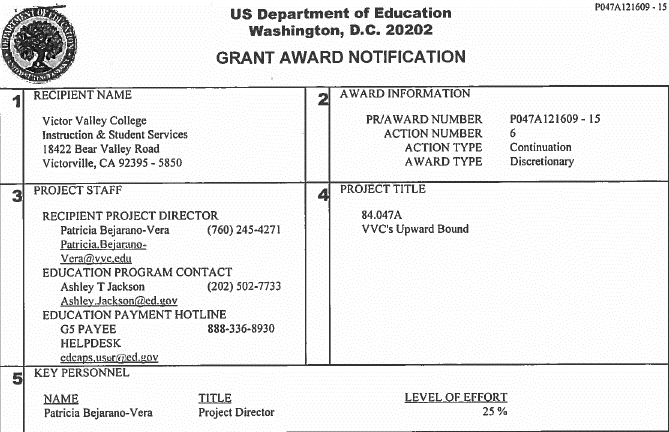 P047A121609 - 15
US Department of Education
Washington, D.C. 20202
GRANT AWARD NOTIFICATION
1 RECIPIENT NAME
Victor Valley College
Instruction & Student Services
18422 Bear Valley Road
Victorville, CA 92395 - 5850
2 AWARD INFORMATION
PR/AWARD NUMBER P047A121609 - 15
ACTION NUMBER 6
ACTION TYPE Continuation
AWARD TYPE Discretionary
3 PROJECT STAFF
RECIPIENT PROJECT DIRECTOR
Patricia Bejarano-Vera (760) 245-4271
Patricia.Bejarano-
Vera@vvc.edu
EDUCATION PROGRAM CONTACT
Ashley T Jackson (202) 502-7733
Ashley.Jackson@ed.gov
EDUCATION PAYMENT HOTLINE
G5 PAYEE 888-336-8930
HELPDESK
edcaps.user@ed.gov
4 PROJECT TITLE
84.047A
VVC's Upward Bound
5 KEY PERSONNEL
NAME TITLE LEVEL OF EFFORT
Patricia Bejarano-Vera Project Director 25 %